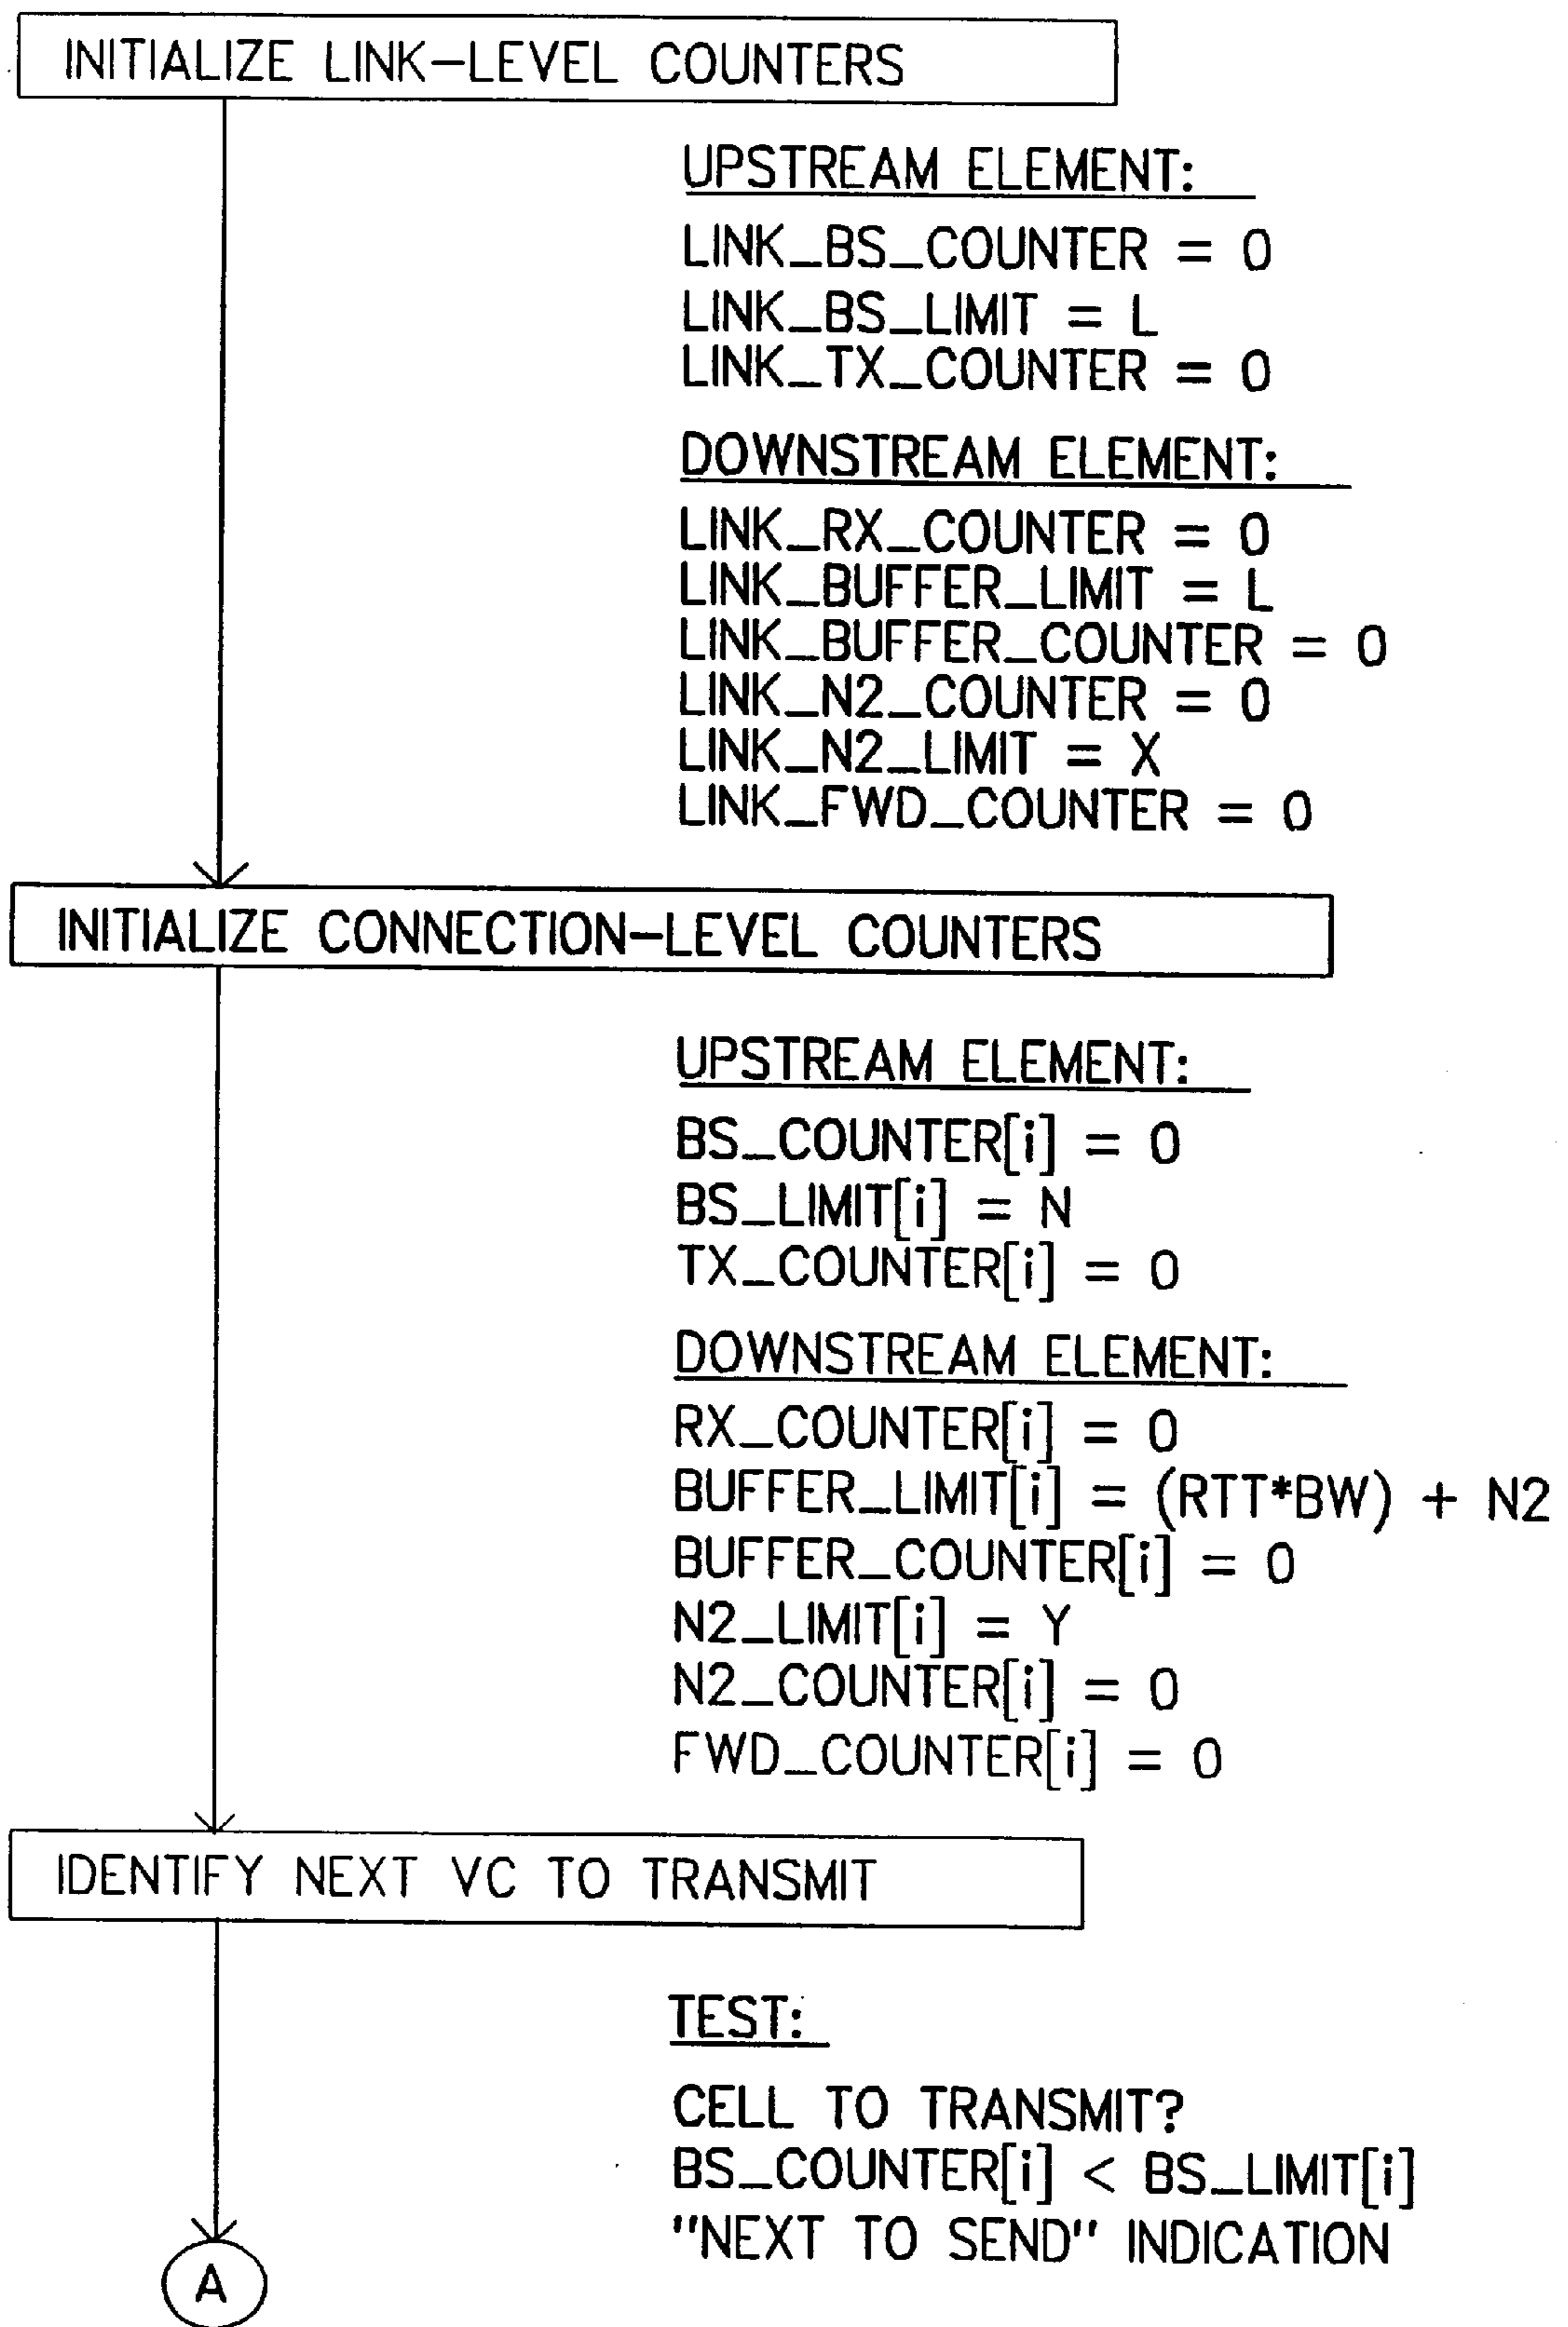 INITIALIZE LINK-LEVEL COUNTERS
UPSTREAM ELEMENT:
LINK_BS_COUNTER = 0
LINK_BS_LIMIT = L
LINK_TX_COUNTER = 0
DOWNSTREAM ELEMENT:
LINK_RX_COUNTER = 0
LINK_BUFFER_LIMIT = L
LINK_BUFFER_COUNTER = 0
LINK_N2_COUNTER = 0
LINK_N2_LIMIT = X
LINK_FWD_COUNTER = 0
INITIALIZE CONNECTION-LEVEL COUNTERS
UPSTREAM ELEMENT:
BS_COUNTER[i] = 0
BS_LIMIT[i] = N
TX_COUNTER[i] = 0
DOWNSTREAM ELEMENT:
RX_COUNTER[i] = 0
BUFFER_LIMIT[i] = (RTT*BW) + N2
BUFFER_COUNTER[i] = 0
N2_LIMIT[i] = Y
N2_COUNTER[i] = 0
FWD_COUNTER[i] = 0
IDENTIFY NEXT VC TO TRANSMIT
TEST:
CELL TO TRANSMIT?
BS_COUNTER[i] < BS_LIMIT[i]
"NEXT TO SEND" INDICATION
A